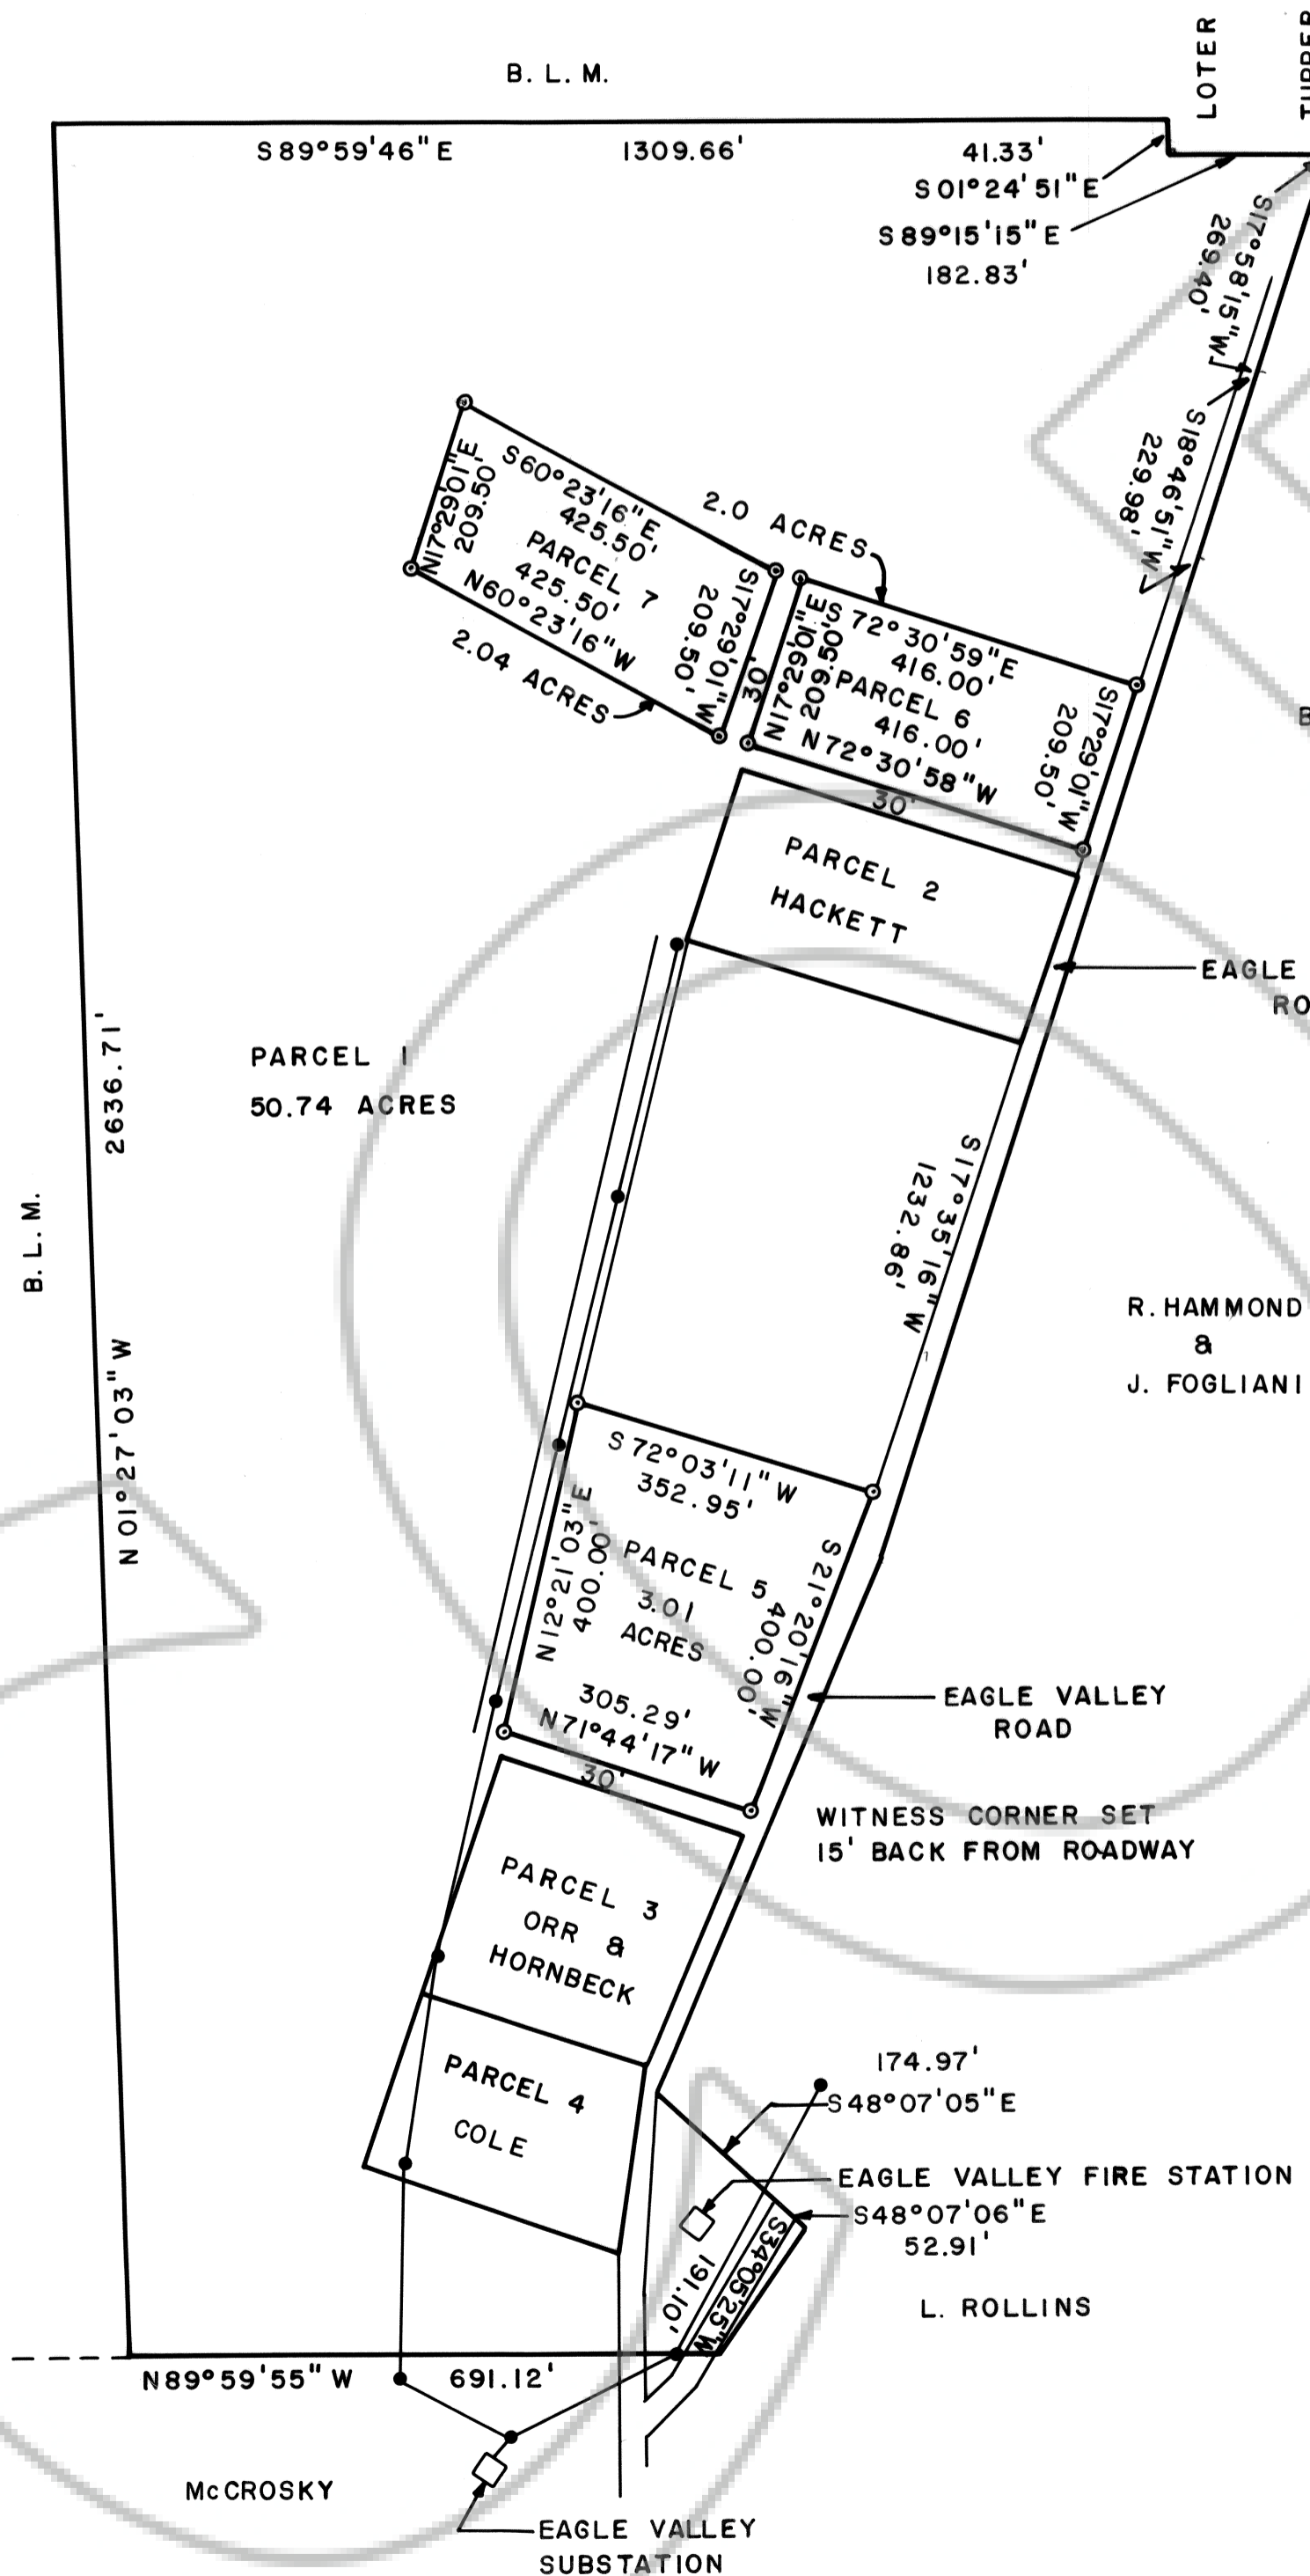 B. L. M.
LOTER
S89°59'46"E 1309.66' 41.33'
S01°24'51"E
S89°15'15"E
182.83'
S17°58'15"W
269.40'
S18°46'51"W
229.98'
S60°23'16"E
425.50'
N17°29'01"E
209.50'
PARCEL 7
425.50'
N60°23'16"W
S17°29'01"W
209.50'
2.04 ACRES
2.0 ACRES
30'
S 72°30'59"E
416.00'
N17°29'01"E
209.50'
PARCEL 6
416.00'
N72°30'58"W
S17°29'01"W
209.50'
30'
PARCEL 2
HACKETT
EAGLE
PARCEL 1
50.74 ACRES
2636.71'
N01°27'03"W
B. L. M.
S17°35'16"W
1232.86'
R. HAMMOND
&
J. FOGLIANI
S72°03'11"W
352.95'
N12°21'03"E
400.00'
PARCEL 5
3.01
ACRES
S21°20'16"W
400.00'
305.29'
N71°44'17"W
30'
EAGLE VALLEY
ROAD
WITNESS CORNER SET
15' BACK FROM ROADWAY
PARCEL 3
ORR &
HORNBECK
PARCEL 4
COLE
174.97'
S48°07'05"E
EAGLE VALLEY FIRE STATION
S48°07'06"E
52.91'
S34°05'25"W
191.10'
L. ROLLINS
N89°59'55"W 691.12'
McCROSKY
EAGLE VALLEY
SUBSTATION